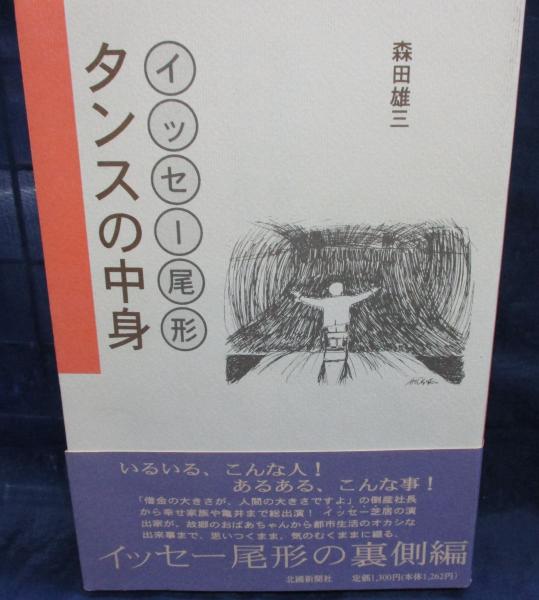 森田雄三
イッセー尾形
タンスの中身
いるいる、こんな人！
あるある、こんな事！
「借金の大きさが、人間の大きさですよ」の倒産社長
から幸せ家族や亀井まで総出演！ イッセー芝居の演
出家が、故郷のおばあちゃんから都市生活のオカシな
出来事まで、思いつくまま、気のむくままに綴る。
イッセー尾形の裏側編
北國新聞社 定価1,300円(本体1,262円)